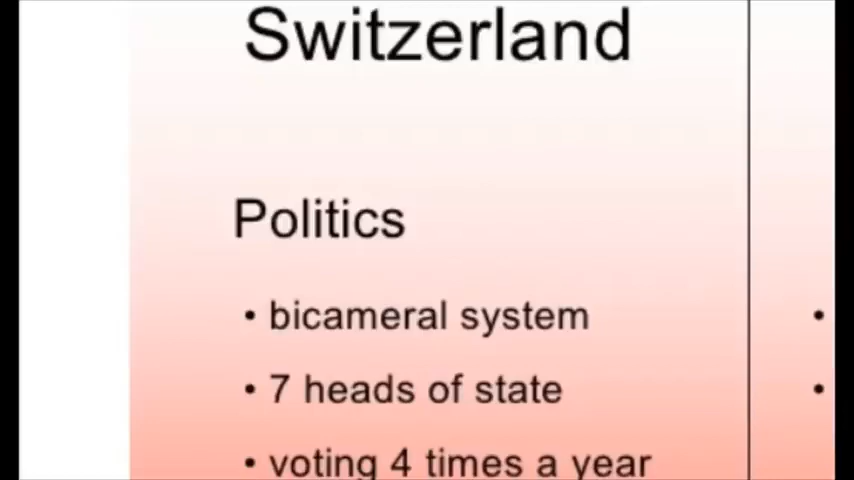 Switzerland
Politics
• bicameral system
• 7 heads of state
• voting 4 times a year
•
•